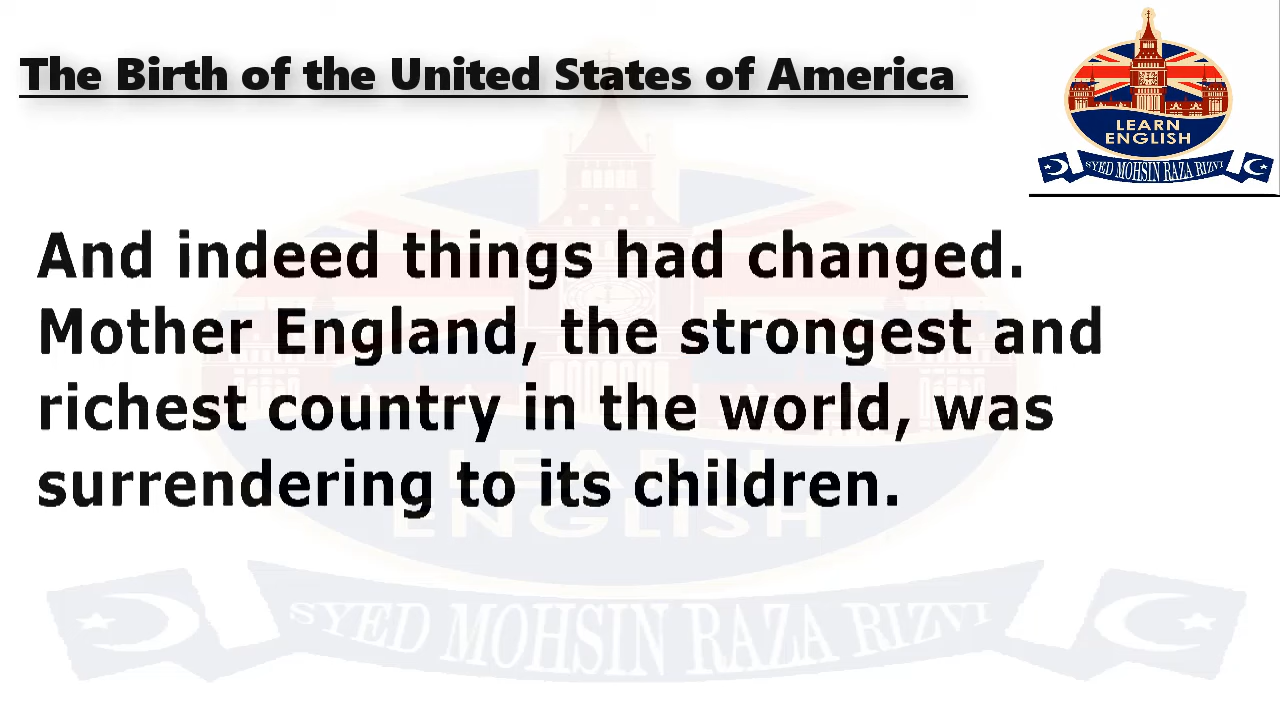 The Birth of the United States of America
LEARN
ENGLISH
SYED MOHSIN RAZA RIZVI
And indeed things had changed.
Mother England, the strongest and
richest country in the world, was
surrendering to its children.
LEARN
ENGLISH
SYED MOHSIN RAZA RIZVI